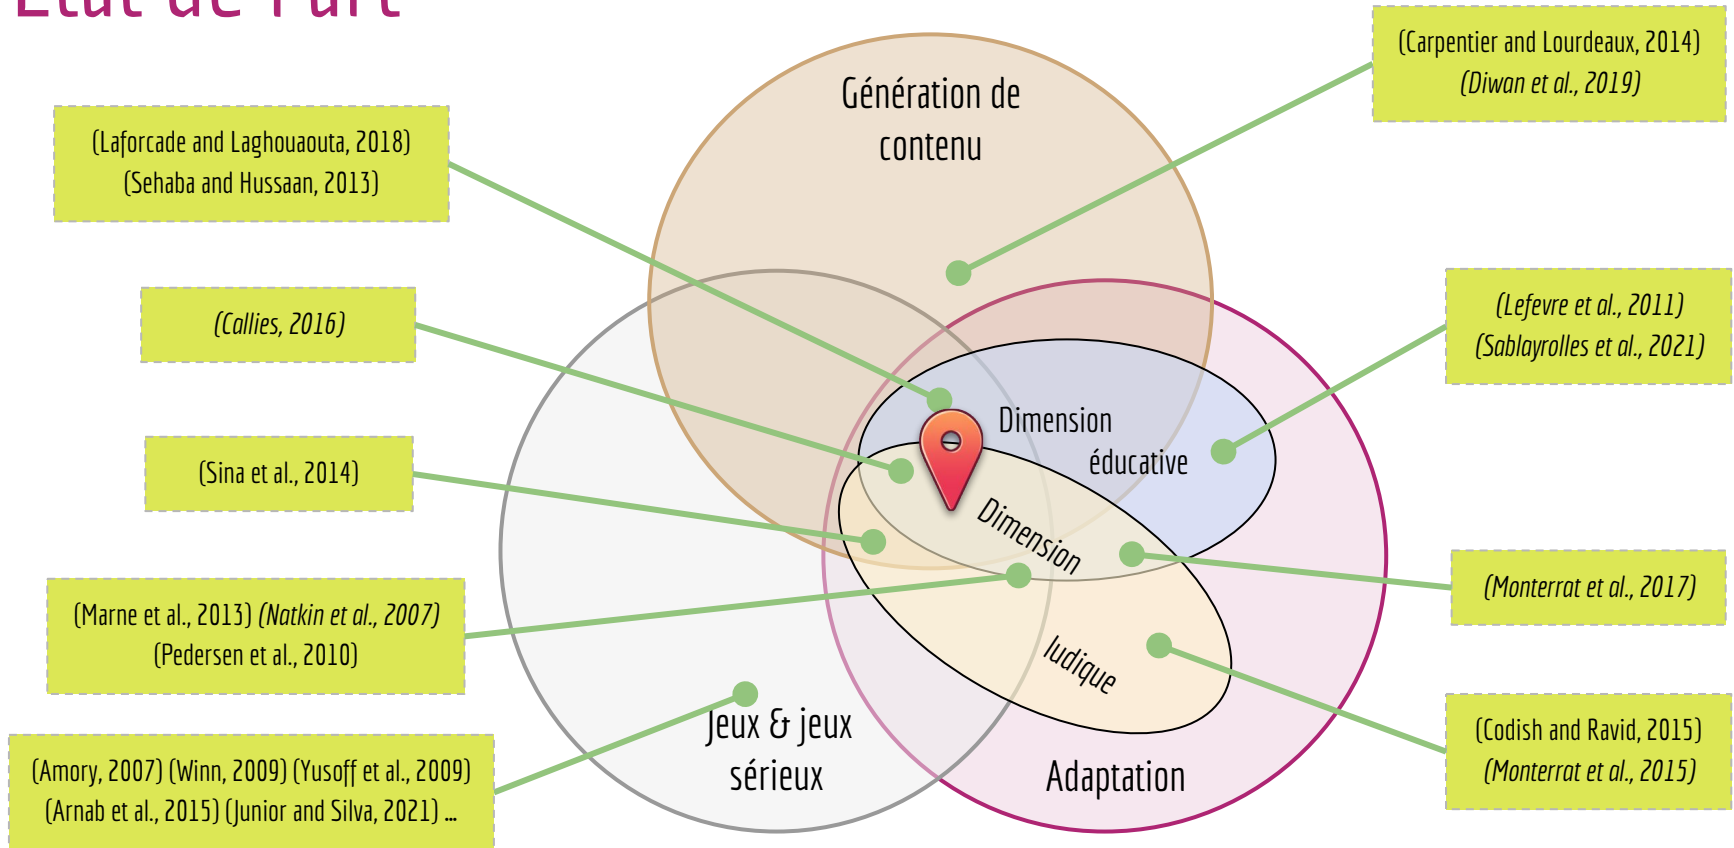 État de l'art
(Carpentier and Lourdeaux, 2014)
(Diwan et al., 2019)
Génération de
contenu
(Laforcade and Laghouaouta, 2018)
(Sehaba and Hussaan, 2013)
(Callies, 2016)
(Lefevre et al., 2011)
(Sablayrolles et al., 2021)
Dimension
éducative
(Sina et al., 2014)
Dimension
ludique
(Marne et al., 2013) (Natkin et al., 2007)
(Pedersen et al., 2010)
(Monterrat et al., 2017)
Jeux & jeux
sérieux
Adaptation
(Codish and Ravid, 2015)
(Monterrat et al., 2015)
(Amory, 2007) (Winn, 2009) (Yusoff et al., 2009)
(Arnab et al., 2015) (Junior and Silva, 2021) ...